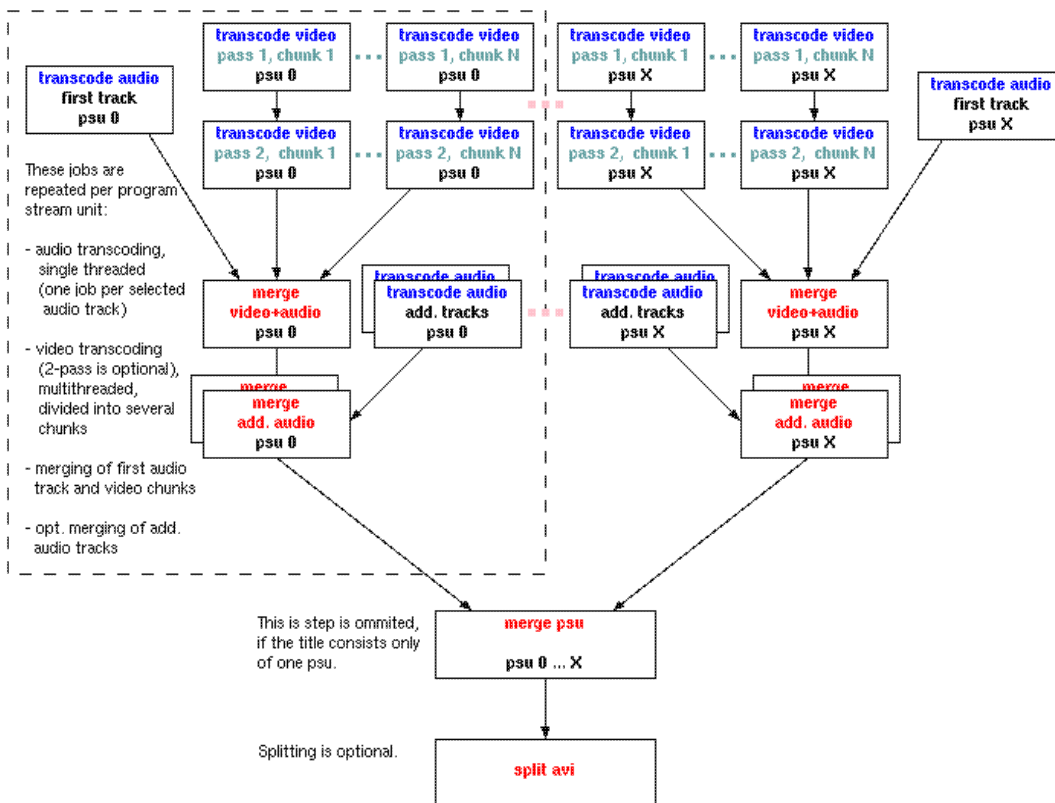 transcode video
pass 1, chunk 1
psu 0
transcode video
pass 1, chunk N
psu 0
transcode video
pass 1, chunk 1
psu X
transcode video
pass 1, chunk N
psu X
transcode audio
first track
psu 0
transcode audio
first track
psu X
transcode video
pass 2, chunk 1
psu 0
transcode video
pass 2, chunk N
psu 0
transcode video
pass 2, chunk 1
psu X
transcode video
pass 2, chunk N
psu X
These jobs are
repeated per program
stream unit:
- audio transcoding,
single threaded
(one job per selected
audio track)
- video transcoding
(2-pass is optional),
multithreaded,
divided into several
chunks
- merging of first audio
track and video chunks
- opt. merging of add.
audio tracks
merge
video+audio
psu 0
transcode audio
transcode audio
add. tracks
psu 0
transcode audio
transcode audio
add. tracks
psu X
merge
video+audio
psu X
merge
merge
add. audio
psu 0
merge
merge
add. audio
psu X
This is step is ommited,
if the title consists only
of one psu.
merge psu
psu 0 ... X
Splitting is optional.
split avi